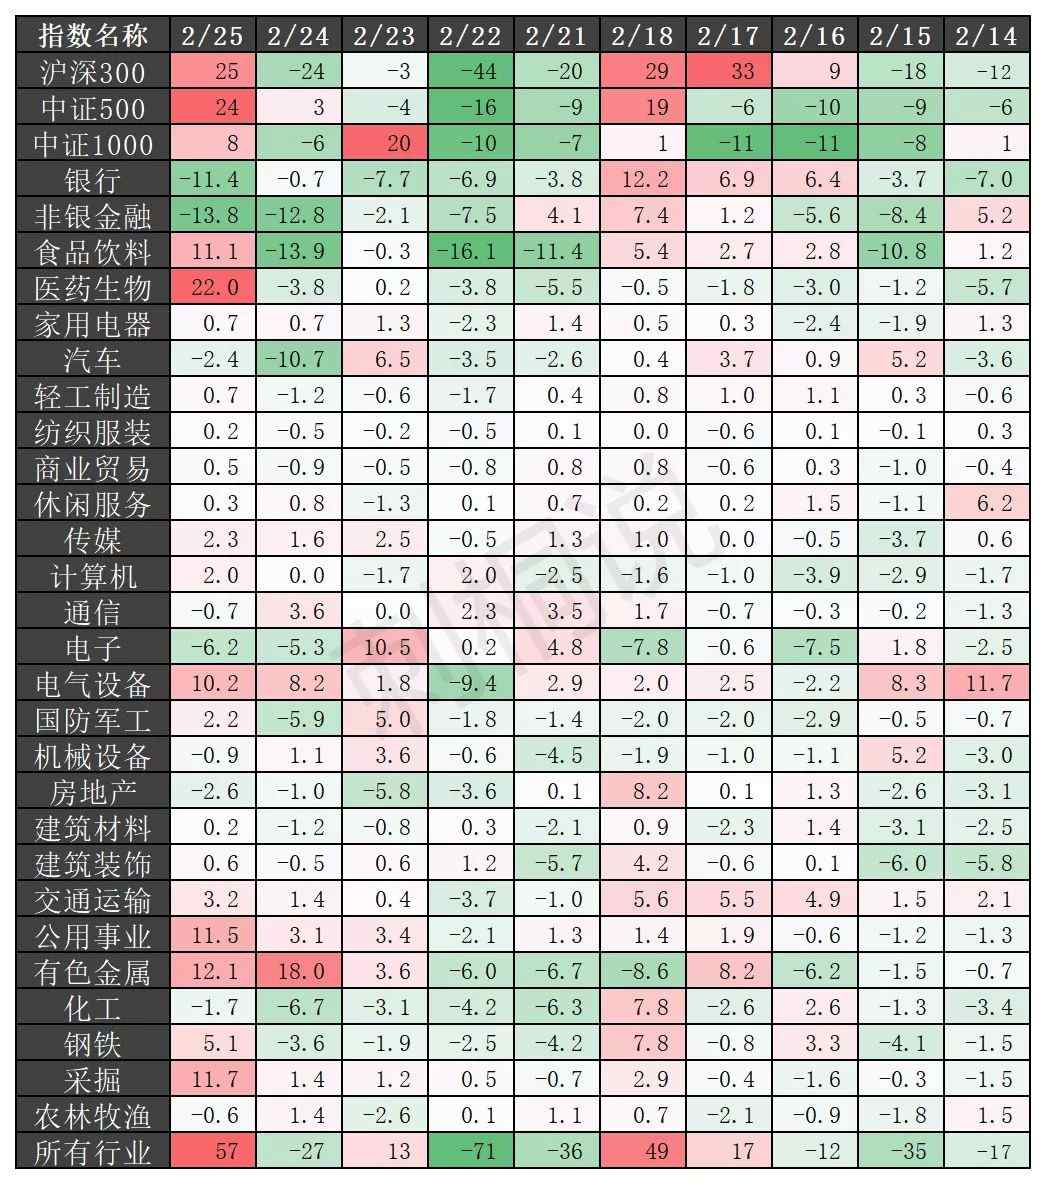 指数名称 2/25 2/24 2/23 2/22 2/21 2/18 2/17 2/16 2/15 2/14
沪深300 25 -24 -3 -44 -20 29 33 9 -18 -12
中证500 24 3 -4 -16 -9 19 -6 -10 -9 -6
中证1000 8 -6 20 -10 -7 1 -11 -11 -8 1
银行 -11.4 -0.7 -7.7 -6.9 -3.8 12.2 6.9 6.4 -3.7 -7.0
非银金融 -13.8 -12.8 -2.1 -7.5 4.1 7.4 1.2 -5.6 -8.4 5.2
食品饮料 11.1 -13.9 -0.3 -16.1 -11.4 5.4 2.7 2.8 -10.8 1.2
医药生物 22.0 -3.8 0.2 -3.8 -5.5 -0.5 -1.8 -3.0 -1.2 -5.7
家用电器 0.7 0.7 1.3 -2.3 1.4 0.5 0.3 -2.4 -1.9 1.3
汽车 -2.4 -10.7 6.5 -3.5 -2.6 0.4 3.7 0.9 5.2 -3.6
轻工制造 0.7 -1.2 -0.6 -1.7 0.4 0.8 1.0 1.1 0.3 -0.6
纺织服装 0.2 -0.5 -0.2 -0.5 0.1 0.0 -0.6 0.1 -0.1 0.3
商业贸易 0.5 -0.9 -0.5 -0.8 0.8 0.8 -0.6 0.3 -1.0 -0.4
休闲服务 0.3 0.8 -1.3 0.1 0.7 0.2 0.2 1.5 -1.1 6.2
传媒 2.3 1.6 2.5 -0.5 1.3 1.0 0.0 -0.5 -3.7 0.6
计算机 2.0 0.0 -1.7 2.0 -2.5 -1.6 -1.0 -3.9 -2.9 -1.7
通信 -0.7 3.6 0.0 2.3 3.5 1.7 -0.7 -0.3 -0.2 -1.3
电子 -6.2 -5.3 10.5 0.2 4.8 -7.8 -0.6 -7.5 1.8 -2.5
电气设备 10.2 8.2 1.8 -9.4 2.9 2.0 2.5 -2.2 8.3 11.7
国防军工 2.2 -5.9 5.0 -1.8 -1.4 -2.0 -2.0 -2.9 -0.5 -0.7
机械设备 -0.9 1.1 3.6 -0.6 -4.5 -1.9 -1.0 -1.1 5.2 -3.0
房地产 -2.6 -1.0 -5.8 -3.6 0.1 8.2 0.1 1.3 -2.6 -3.1
建筑材料 0.2 -1.2 -0.8 0.3 -2.1 0.9 -2.3 1.4 -3.1 -2.5
建筑装饰 0.6 -0.5 0.6 1.2 -5.7 4.2 -0.6 0.1 -6.0 -5.8
交通运输 3.2 1.4 0.4 -3.7 -1.0 5.6 5.5 4.9 1.5 2.1
公用事业 11.5 3.1 3.4 -2.1 1.3 1.4 1.9 -0.6 -1.2 -1.3
有色金属 12.1 18.0 3.6 -6.0 -6.7 -8.6 8.2 -6.2 -1.5 -0.7
化工 -1.7 -6.7 -3.1 -4.2 -6.3 7.8 -2.6 2.6 -1.3 -3.4
钢铁 5.1 -3.6 -1.9 -2.5 -4.2 7.8 -0.8 3.3 -4.1 -1.5
采掘 11.7 1.4 1.2 0.5 -0.7 2.9 -0.4 -1.6 -0.3 -1.5
农林牧渔 -0.6 1.4 -2.6 0.1 1.1 0.7 -2.1 -0.9 -1.8 1.5
所有行业 57 -27 13 -71 -36 49 17 -12 -35 -17
刺桐说